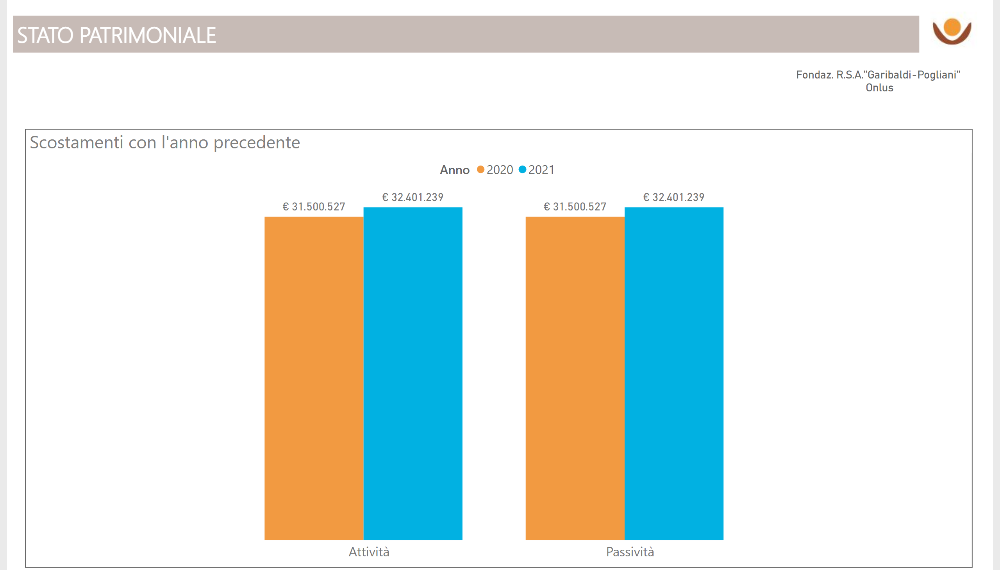 STATO PATRIMONIALE
Fondaz. R.S.A."Garibaldi-Pogliani"
Onlus
Scostamenti con l'anno precedente
Anno 2020 2021
€ 31.500.527
€ 32.401.239
€ 31.500.527
€ 32.401.239
Attività
Passività